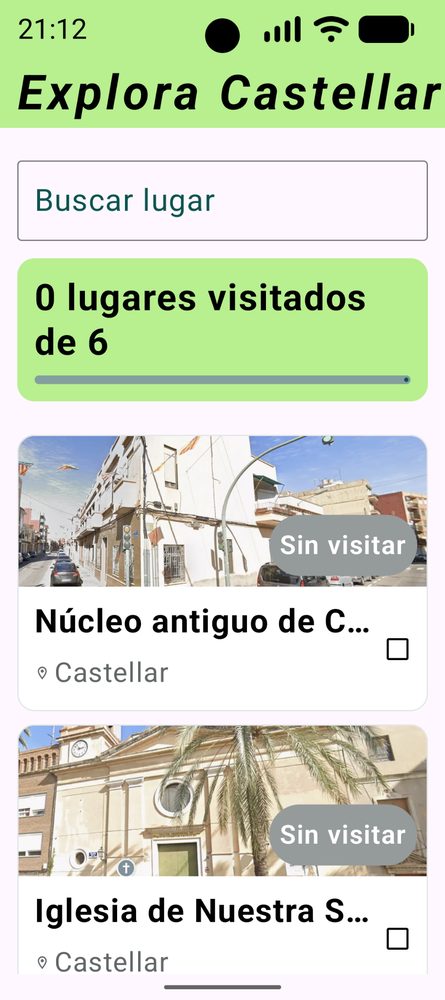 21:12
Explora Castellar
Buscar lugar
0 lugares visitados
de 6
Sin visitar
Núcleo antiguo de C...
Castellar
Sin visitar
Iglesia de Nuestra S...
Castellar